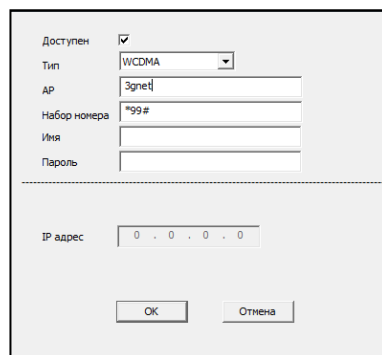 Доступен
Тип WCDMA
AP 3gnet
Набор номера *99#
Имя
Пароль
IP адрес 0 . 0 . 0 . 0
OK Отмена